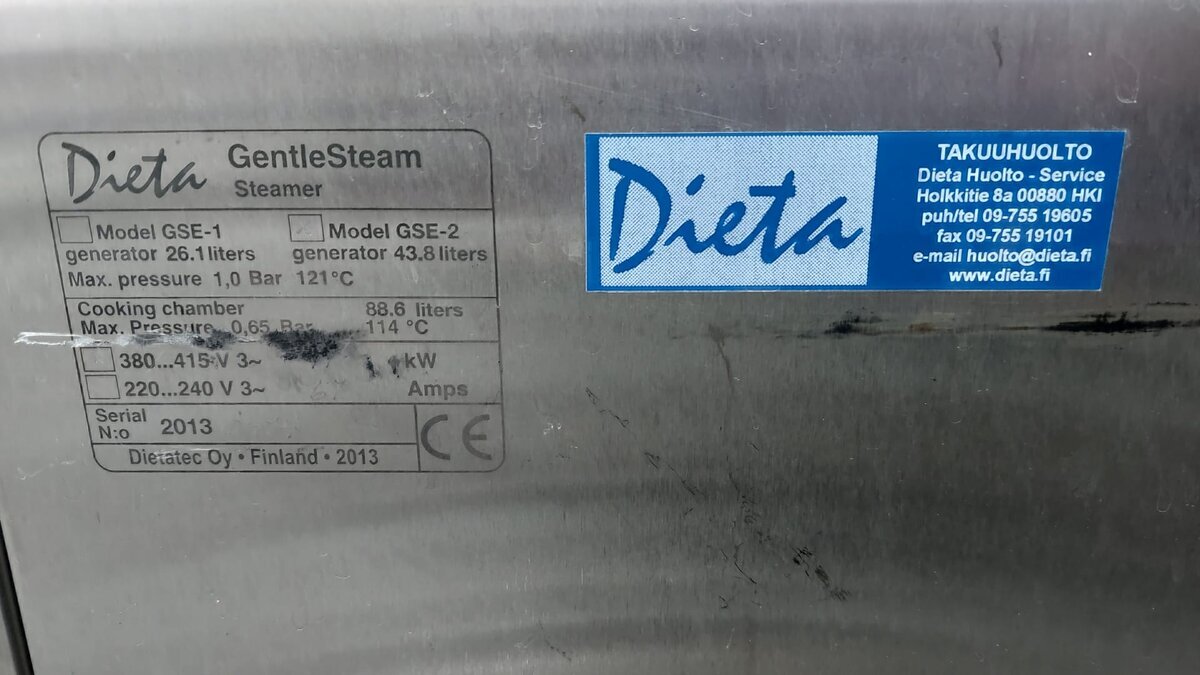 Dieta GentleSteam
Steamer
Model GSE-1 Model GSE-2
generator 26.1 liters generator 43.8 liters
Max. pressure 1,0 Bar 121°C
Cooking chamber 88.6 liters
Max. Pressure 0,65 Bar 114 °C
380...415 V 3~ kW
220...240 V 3~ Amps
Serial
N:o 2013
CE
Dietatec Oy • Finland • 2013
Dieta
TAKUUHUOLTO
Dieta Huolto - Service
Holkkitie 8a 00880 HKI
puh/tel 09-755 19605
fax 09-755 19101
e-mail huolto@dieta.fi
www.dieta.fi